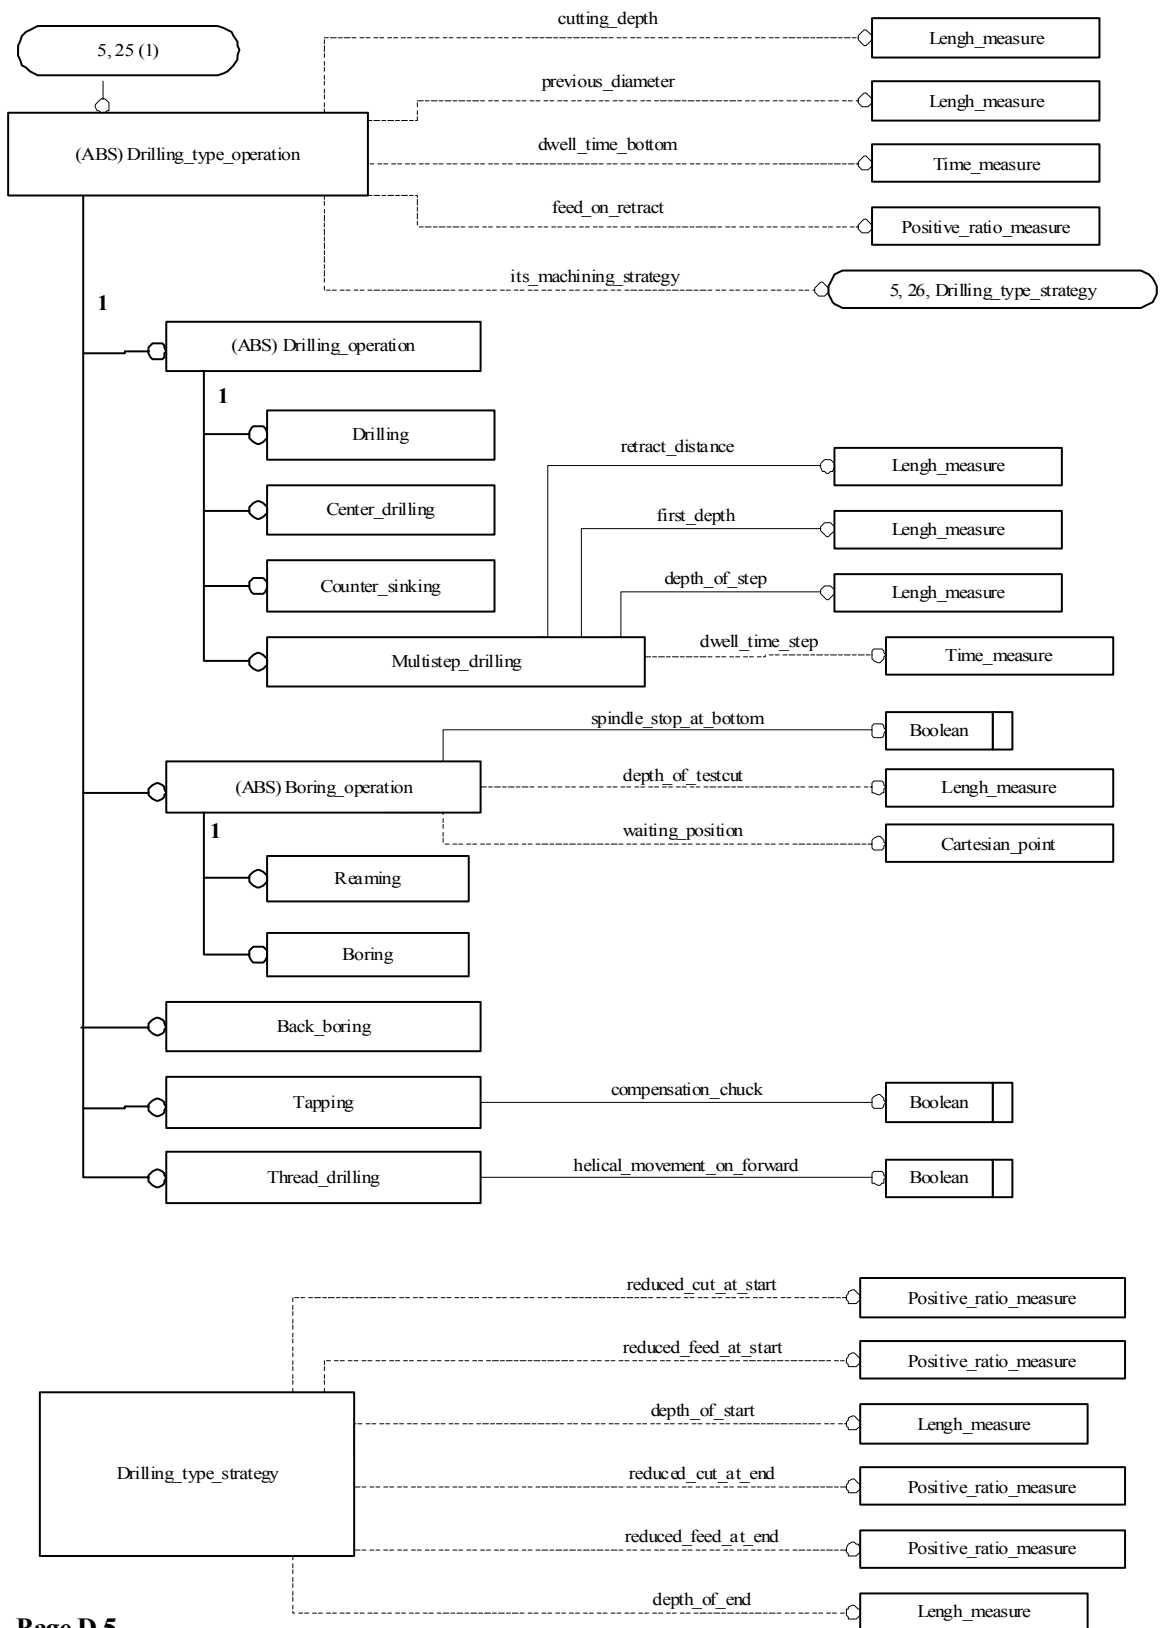 cutting_depth
5, 25 (1)
Lengh_measure
previous_diameter
Lengh_measure
(ABS) Drilling_type_operation
dwell_time_bottom
Time_measure
feed_on_retract
Positive_ratio_measure
its_machining_strategy
5, 26, Drilling_type_strategy
1
(ABS) Drilling_operation
1
Drilling
retract_distance
Lengh_measure
Center_drilling
first_depth
Lengh_measure
Counter_sinking
depth_of_step
Lengh_measure
Multistep_drilling
dwell_time_step
Time_measure
spindle_stop_at_bottom
Boolean
(ABS) Boring_operation
depth_of_testcut
Lengh_measure
1
waiting_position
Cartesian_point
Reaming
Boring
Back_boring
Tapping
compensation_chuck
Boolean
Thread_drilling
helical_movement_on_forward
Boolean
reduced_cut_at_start
Positive_ratio_measure
reduced_feed_at_start
Positive_ratio_measure
depth_of_start
Lengh_measure
Drilling_type_strategy
reduced_cut_at_end
Positive_ratio_measure
reduced_feed_at_end
Positive_ratio_measure
depth_of_end
Lengh_measure
Page D.5